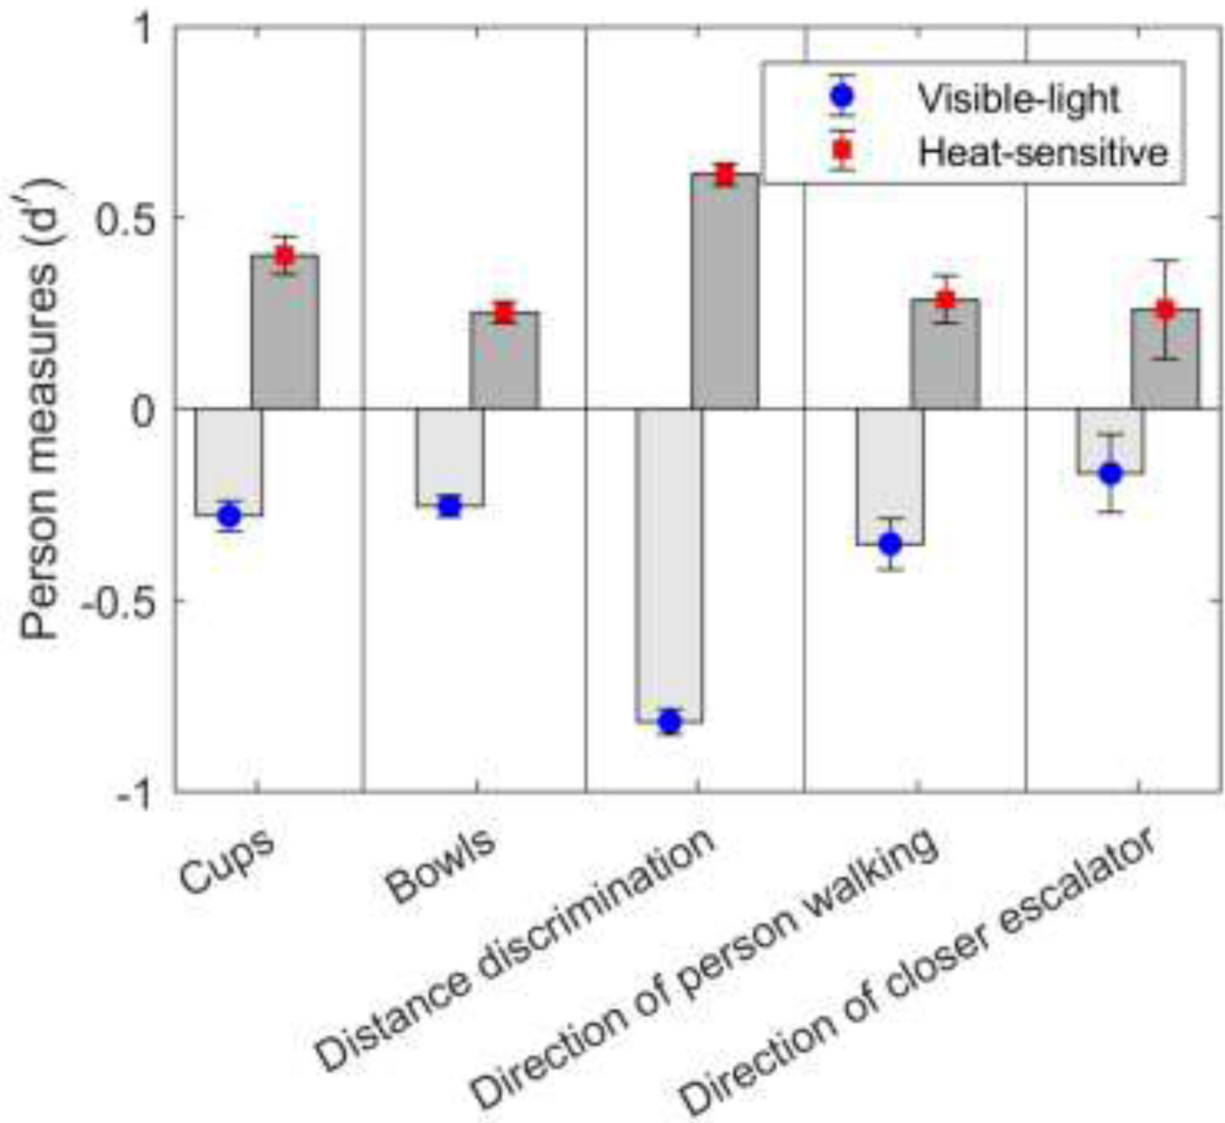 1
0.5
0
-0.5
-1
Person measures (d′)
Visible-light
Heat-sensitive
Cups
Bowls
Distance discrimination
Direction of person walking
Direction of closer escalator